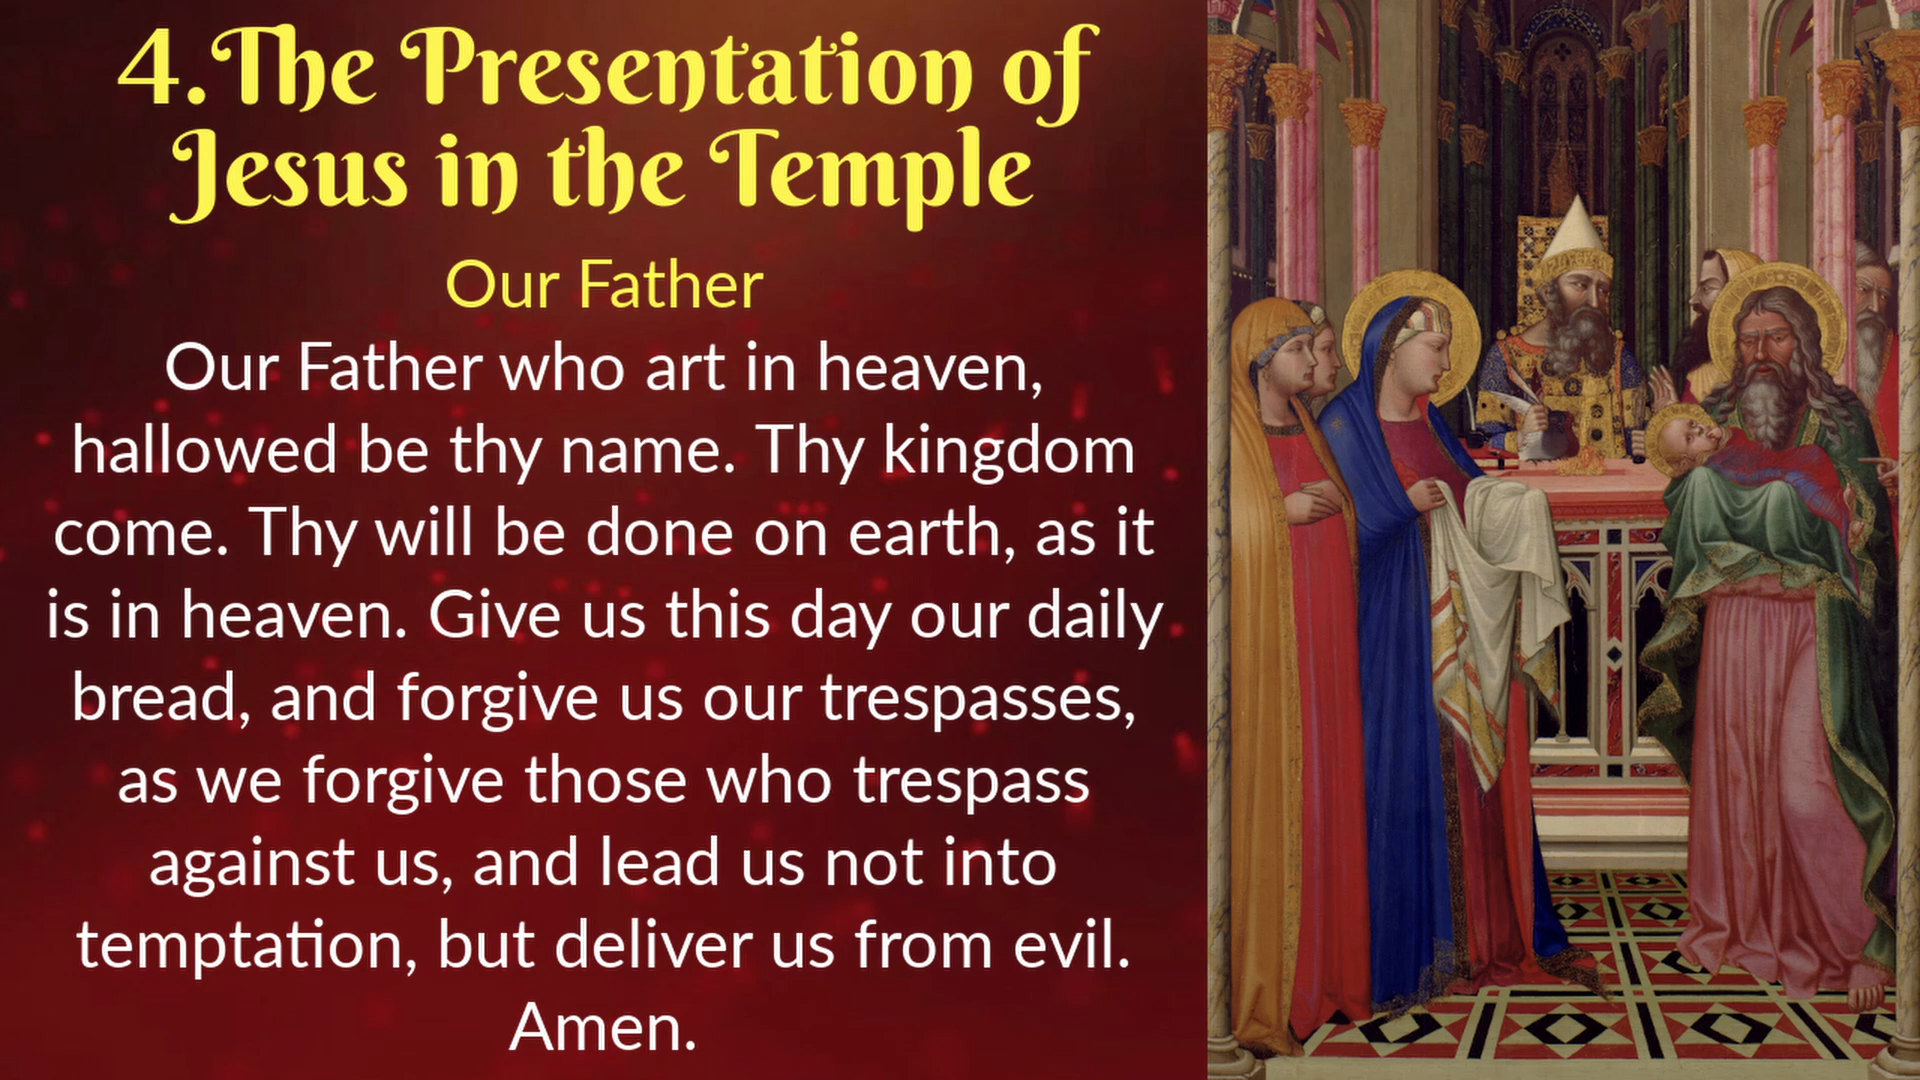 4.The Presentation of
Jesus in the Temple
Our Father
Our Father who art in heaven,
hallowed be thy name. Thy kingdom
come. Thy will be done on earth, as it
is in heaven. Give us this day our daily
bread, and forgive us our trespasses,
as we forgive those who trespass
against us, and lead us not into
temptation, but deliver us from evil.
Amen.